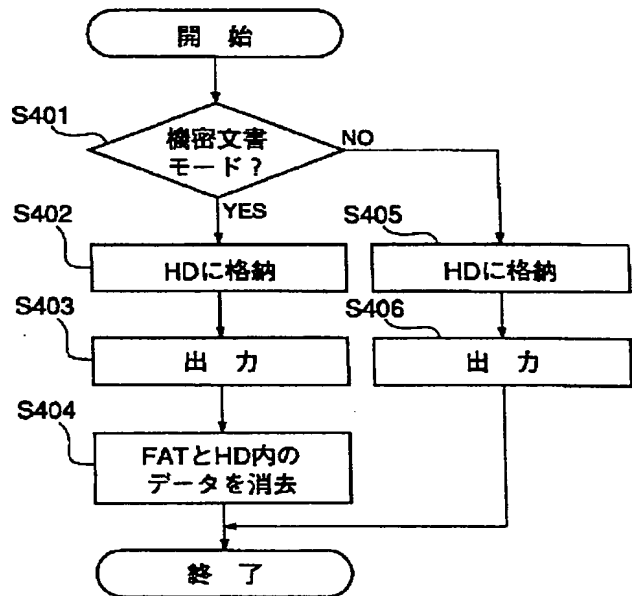 開 始
S401
機密文書
モード？
NO
YES
S402
HDに格納
S405
HDに格納
S403
出 力
S406
出 力
S404
FATとHD内の
データを消去
終 了